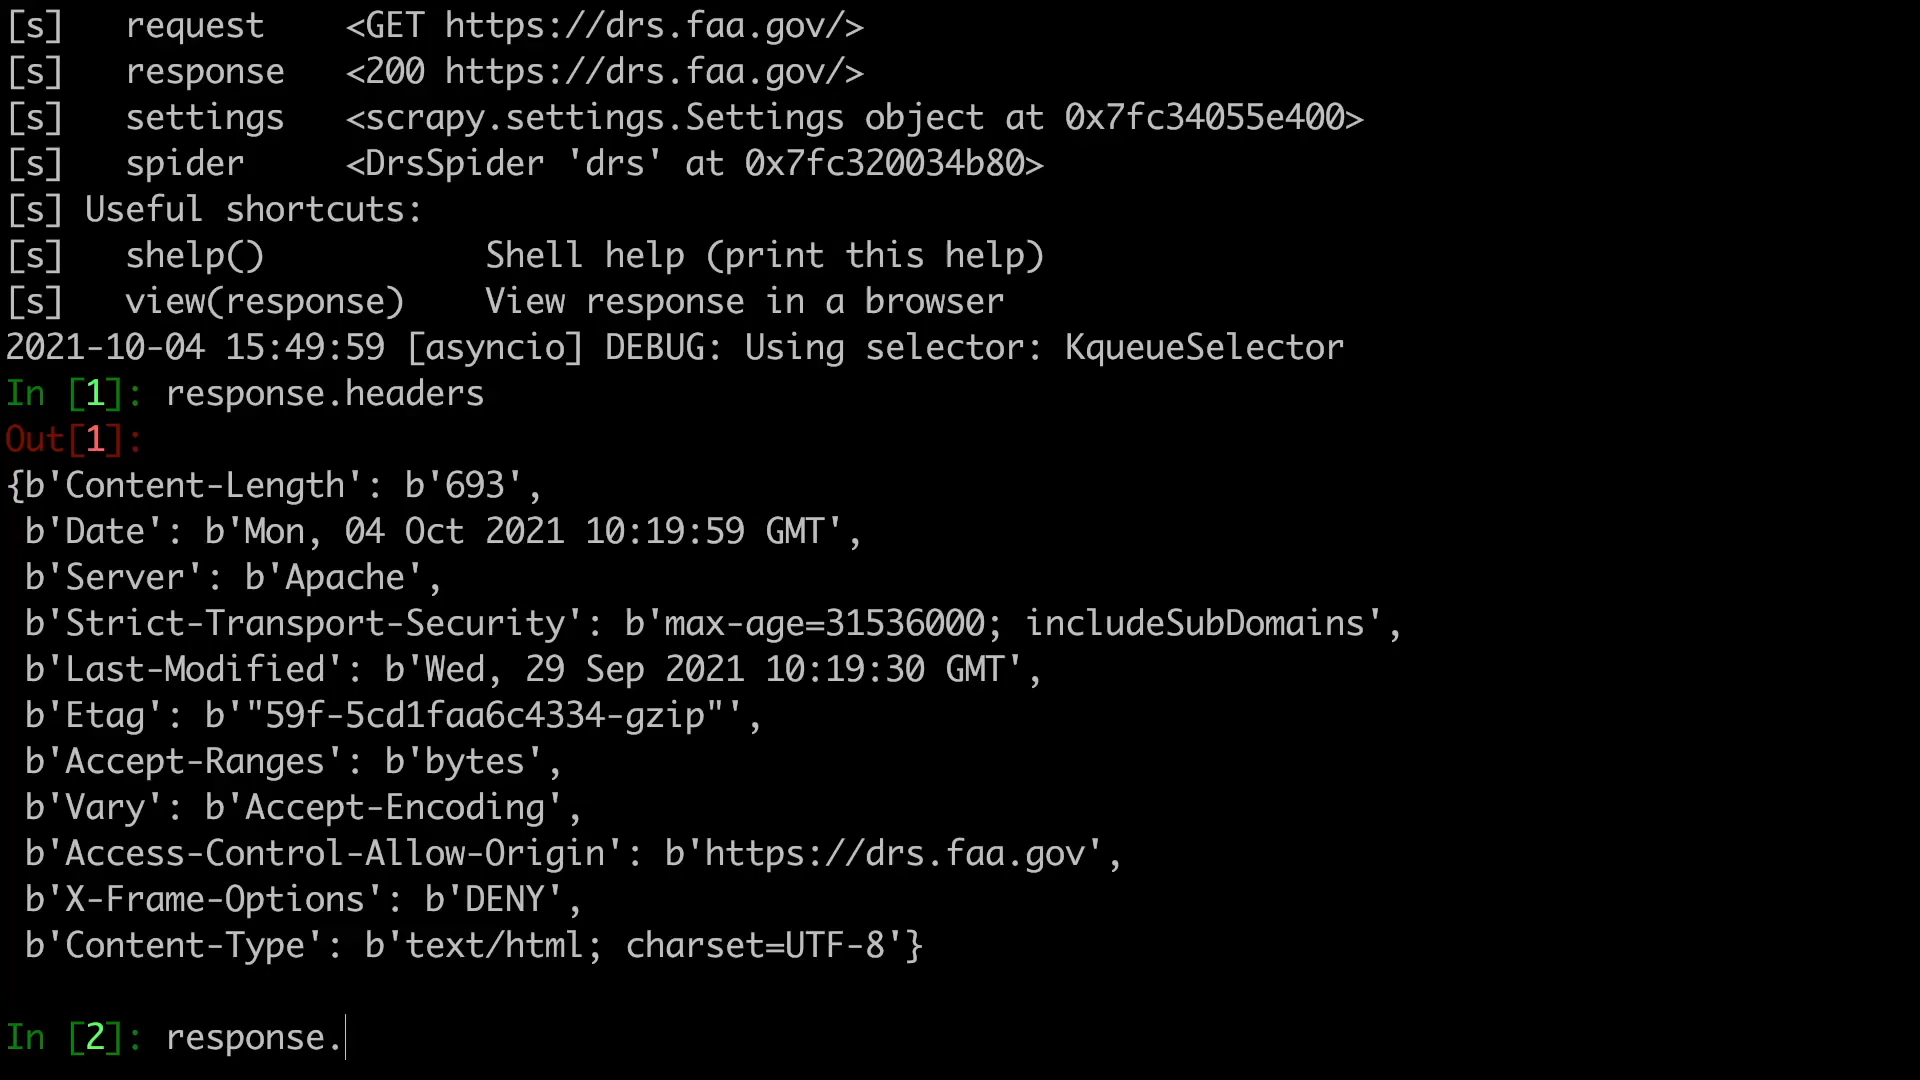 [s]   request    <GET https://drs.faa.gov/>
[s]   response   <200 https://drs.faa.gov/>
[s]   settings   <scrapy.settings.Settings object at 0x7fc34055e400>
[s]   spider     <DrsSpider 'drs' at 0x7fc320034b80>
[s] Useful shortcuts:
[s]   shelp()           Shell help (print this help)
[s]   view(response)    View response in a browser
2021-10-04 15:49:59 [asyncio] DEBUG: Using selector: KqueueSelector
In [1]: response.headers
Out[1]:
{b'Content-Length': b'693',
 b'Date': b'Mon, 04 Oct 2021 10:19:59 GMT',
 b'Server': b'Apache',
 b'Strict-Transport-Security': b'max-age=31536000; includeSubDomains',
 b'Last-Modified': b'Wed, 29 Sep 2021 10:19:30 GMT',
 b'Etag': b'"59f-5cd1faa6c4334-gzip"',
 b'Accept-Ranges': b'bytes',
 b'Vary': b'Accept-Encoding',
 b'Access-Control-Allow-Origin': b'https://drs.faa.gov',
 b'X-Frame-Options': b'DENY',
 b'Content-Type': b'text/html; charset=UTF-8'}
In [2]: response.